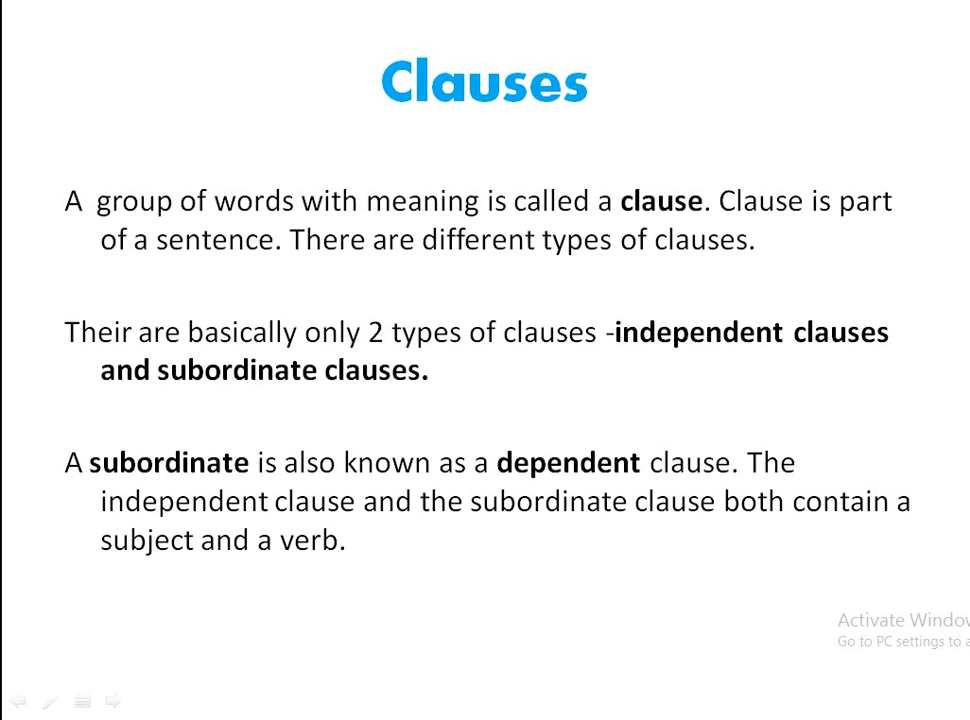 Clauses
A group of words with meaning is called a clause. Clause is part
of a sentence. There are different types of clauses.
Their are basically only 2 types of clauses -independent clauses
and subordinate clauses.
A subordinate is also known as a dependent clause. The
independent clause and the subordinate clause both contain a
subject and a verb.
Activate Window
Go to PC settings to a